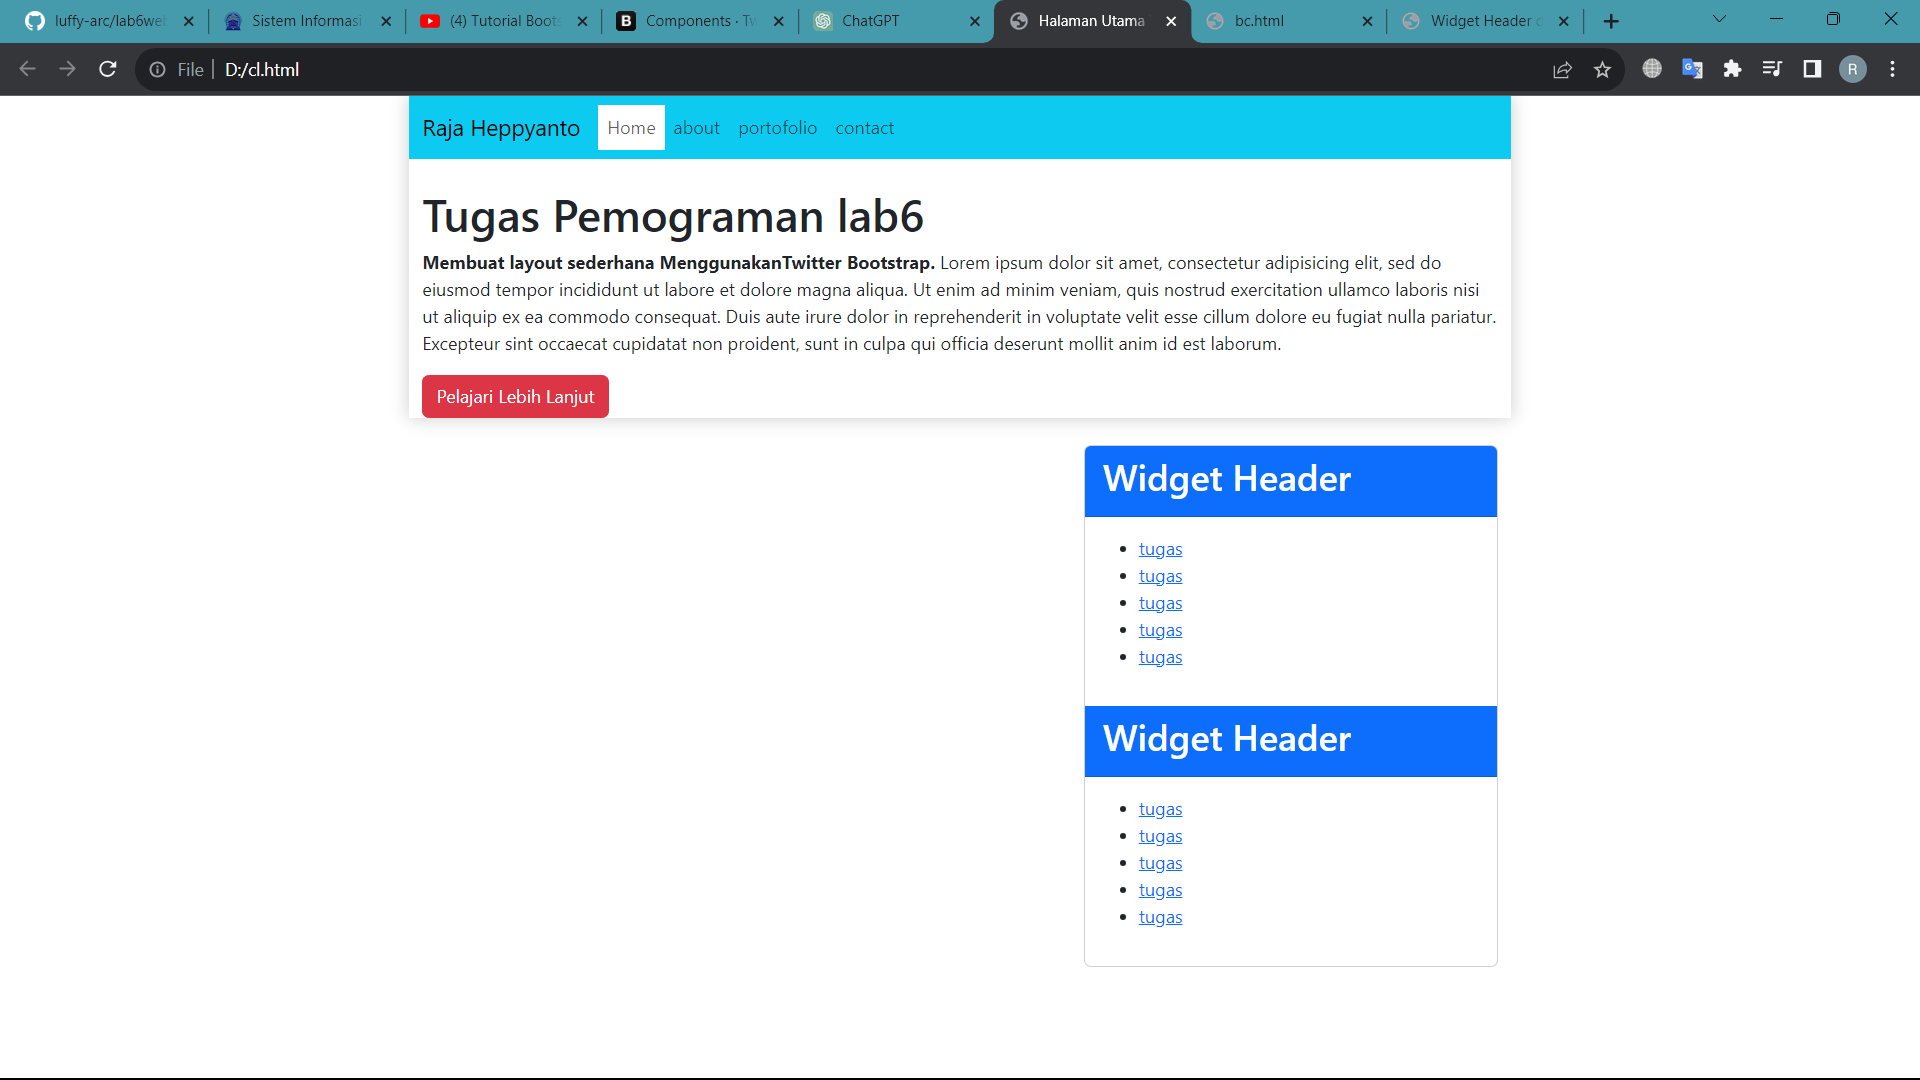 luffy-arc/lab6we
Sistem Informasi
(4) Tutorial Boots
Components · Tw
ChatGPT
Halaman Utama
bc.html
Widget Header
File
D:/cl.html
R
Raja Heppyanto
Home
about
portofolio
contact
Tugas Pemograman lab6
Membuat layout sederhana MenggunakanTwitter Bootstrap. Lorem ipsum dolor sit amet, consectetur adipisicing elit, sed do
eiusmod tempor incididunt ut labore et dolore magna aliqua. Ut enim ad minim veniam, quis nostrud exercitation ullamco laboris nisi
ut aliquip ex ea commodo consequat. Duis aute irure dolor in reprehenderit in voluptate velit esse cillum dolore eu fugiat nulla pariatur.
Excepteur sint occaecat cupidatat non proident, sunt in culpa qui officia deserunt mollit anim id est laborum.
Pelajari Lebih Lanjut
Widget Header
tugas
tugas
tugas
tugas
tugas
Widget Header
tugas
tugas
tugas
tugas
tugas